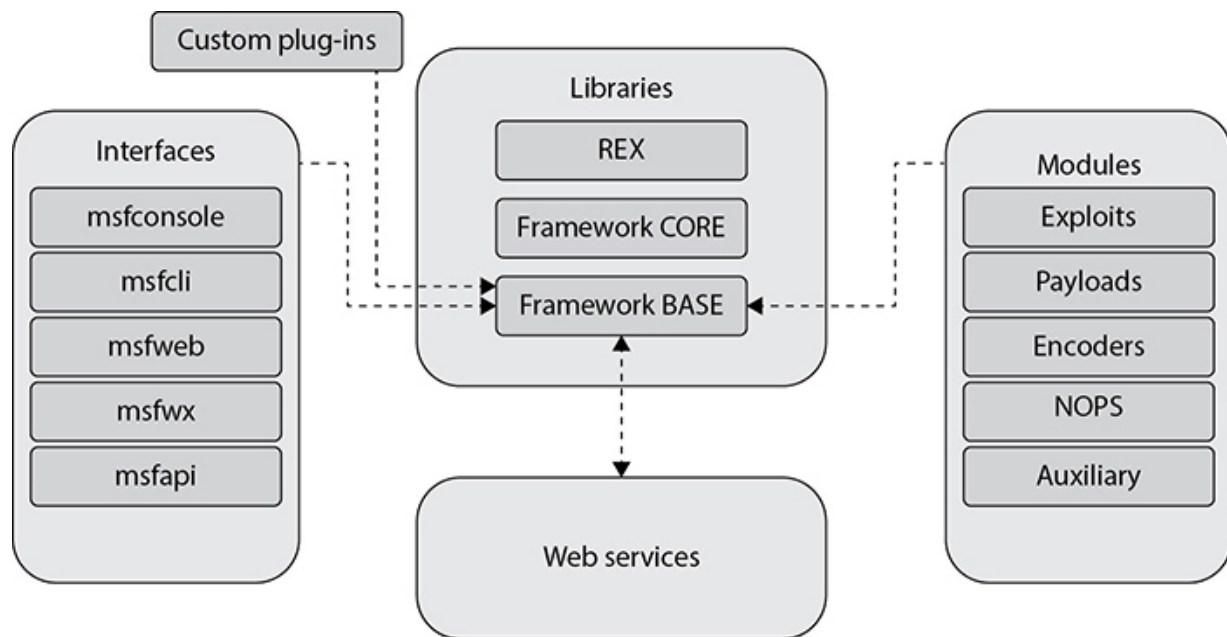 Custom plug-ins
Interfaces
msfconsole
msfcli
msfweb
msfwx
msfapi
Libraries
REX
Framework CORE
Framework BASE
Web services
Modules
Exploits
Payloads
Encoders
NOPS
Auxiliary